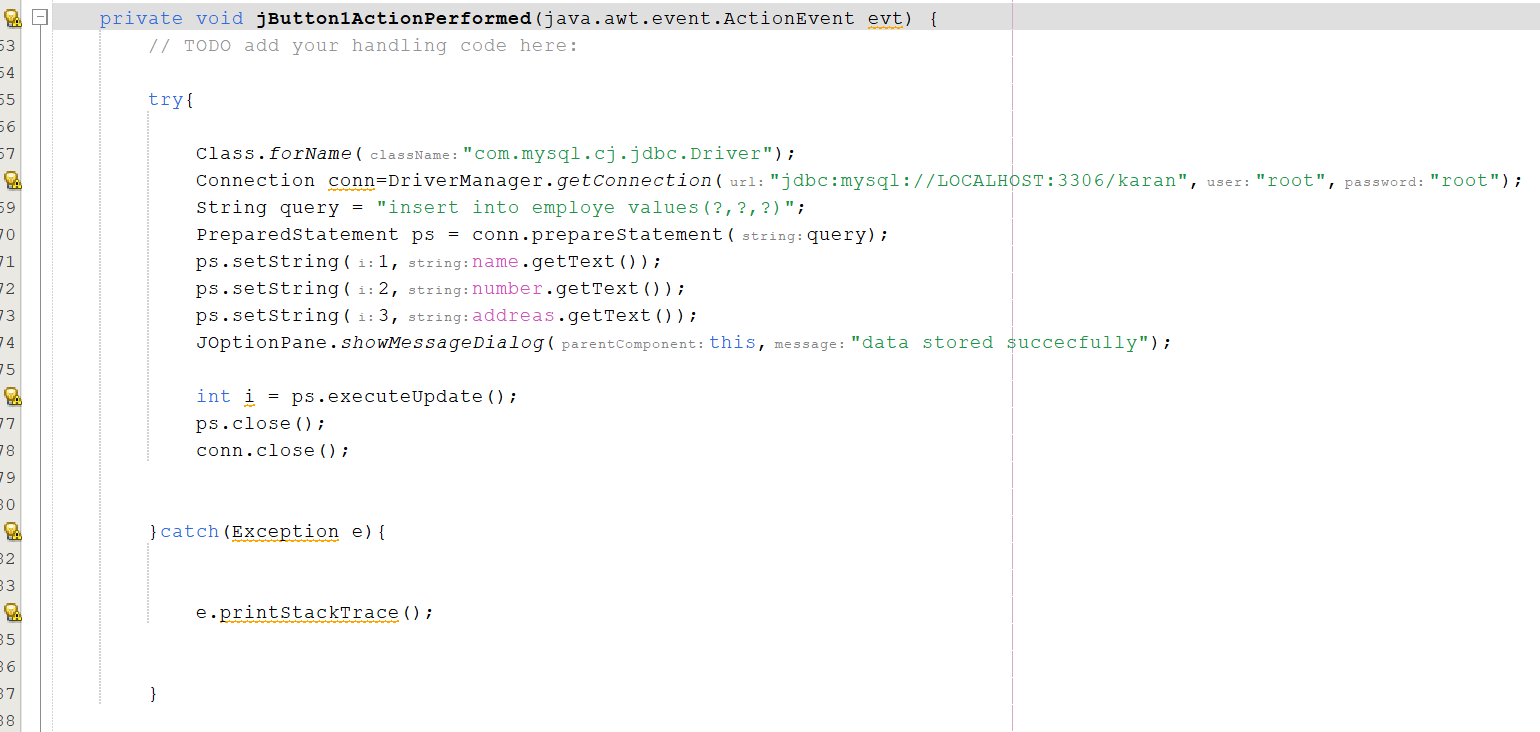 private void jButton1ActionPerformed(java.awt.event.ActionEvent evt) {
53 // TODO add your handling code here:
54
55 try{
56
57 Class.forName( className: "com.mysql.cj.jdbc.Driver");
Connection conn=DriverManager.getConnection( url: "jdbc:mysql://LOCALHOST:3306/karan", user: "root", password: "root");
59 String query = "insert into employe values(?,?,?)";
70 PreparedStatement ps = conn.prepareStatement( string: query);
71 ps.setString( i: 1, string: name.getText());
72 ps.setString( i: 2, string: number.getText());
73 ps.setString( i: 3, string: addreas.getText());
74 JOptionPane.showMessageDialog( parentComponent: this, message: "data stored succecfully");
75
int i = ps.executeUpdate();
77 ps.close();
78 conn.close();
79
30
}catch(Exception e){
32
33
e.printStackTrace();
35
36
37 }
38